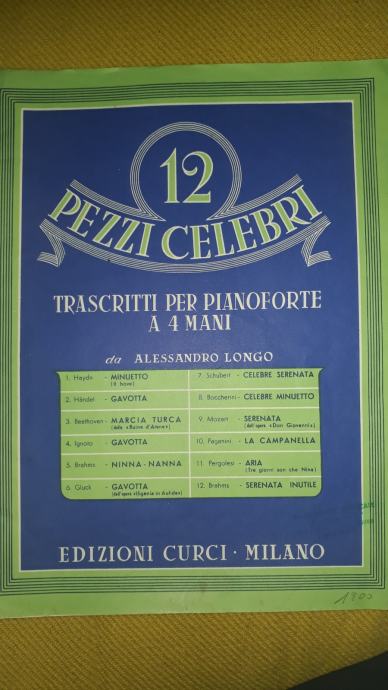 12
PEZZI CELEBRI
TRASCRITTI PER PIANOFORTE
A 4 MANI
da ALESSANDRO LONGO
1. Haydn - MINUETTO
(Il bove)
2. Händel - GAVOTTA
3. Beethoven - MARCIA TURCA
(dalle «Ruine d'Atene»)
4. Ignoto - GAVOTTA
5. Brahms - NINNA-NANNA
6. Gluck - GAVOTTA
(dall'opera «Ifigenia in Aulide»)
7. Schubert - CELEBRE SERENATA
8. Boccherini - CELEBRE MINUETTO
9. Mozart - SERENATA
(dell'opera «Don Giovanni»)
10. Paganini - LA CAMPANELLA
11. Pergolesi - ARIA
(Tre giorni son che Nina)
12. Brahms - SERENATA INUTILE
EDIZIONI CURCI · MILANO